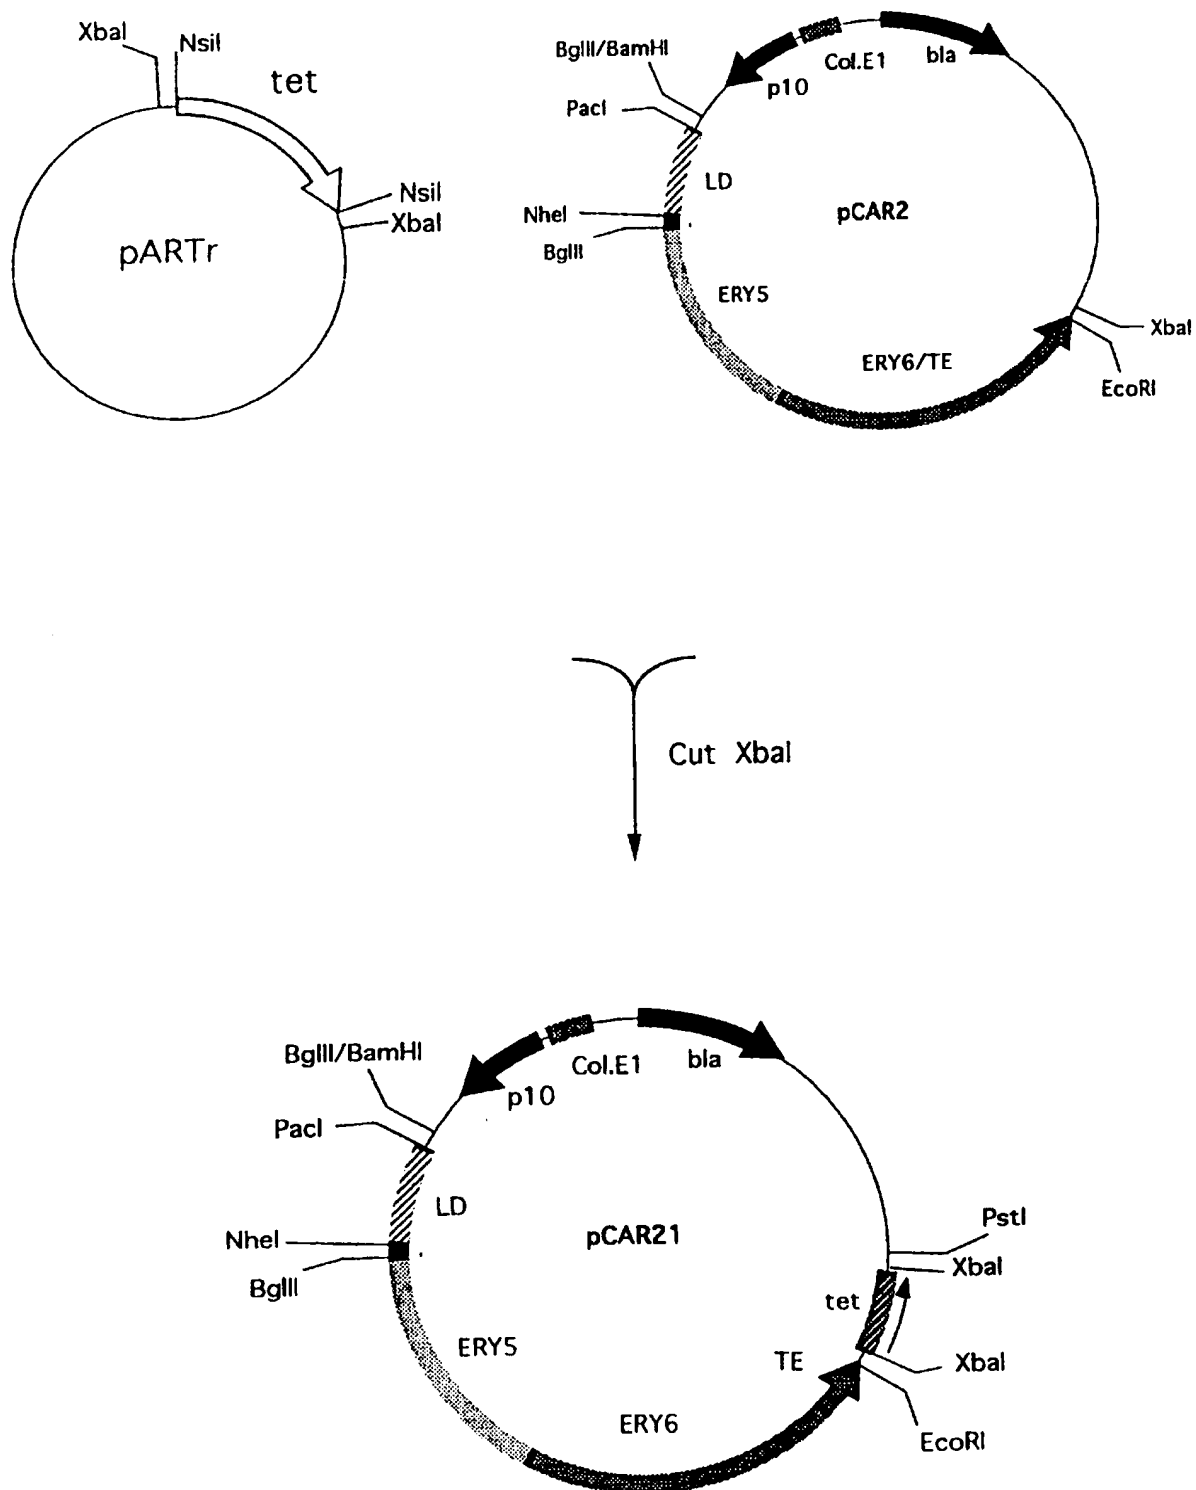 XbaI
NsiI
tet
NsiI
XbaI
pARTr
BglII/BamHI
PacI
p10
Col.E1
bla
LD
pCAR2
NheI
BglII
ERY5
ERY6/TE
XbaI
EcoRI
Cut XbaI
BglII/BamHI
PacI
p10
Col.E1
bla
LD
pCAR21
NheI
BglII
PstI
XbaI
tet
ERY5
TE
XbaI
ERY6
EcoRI